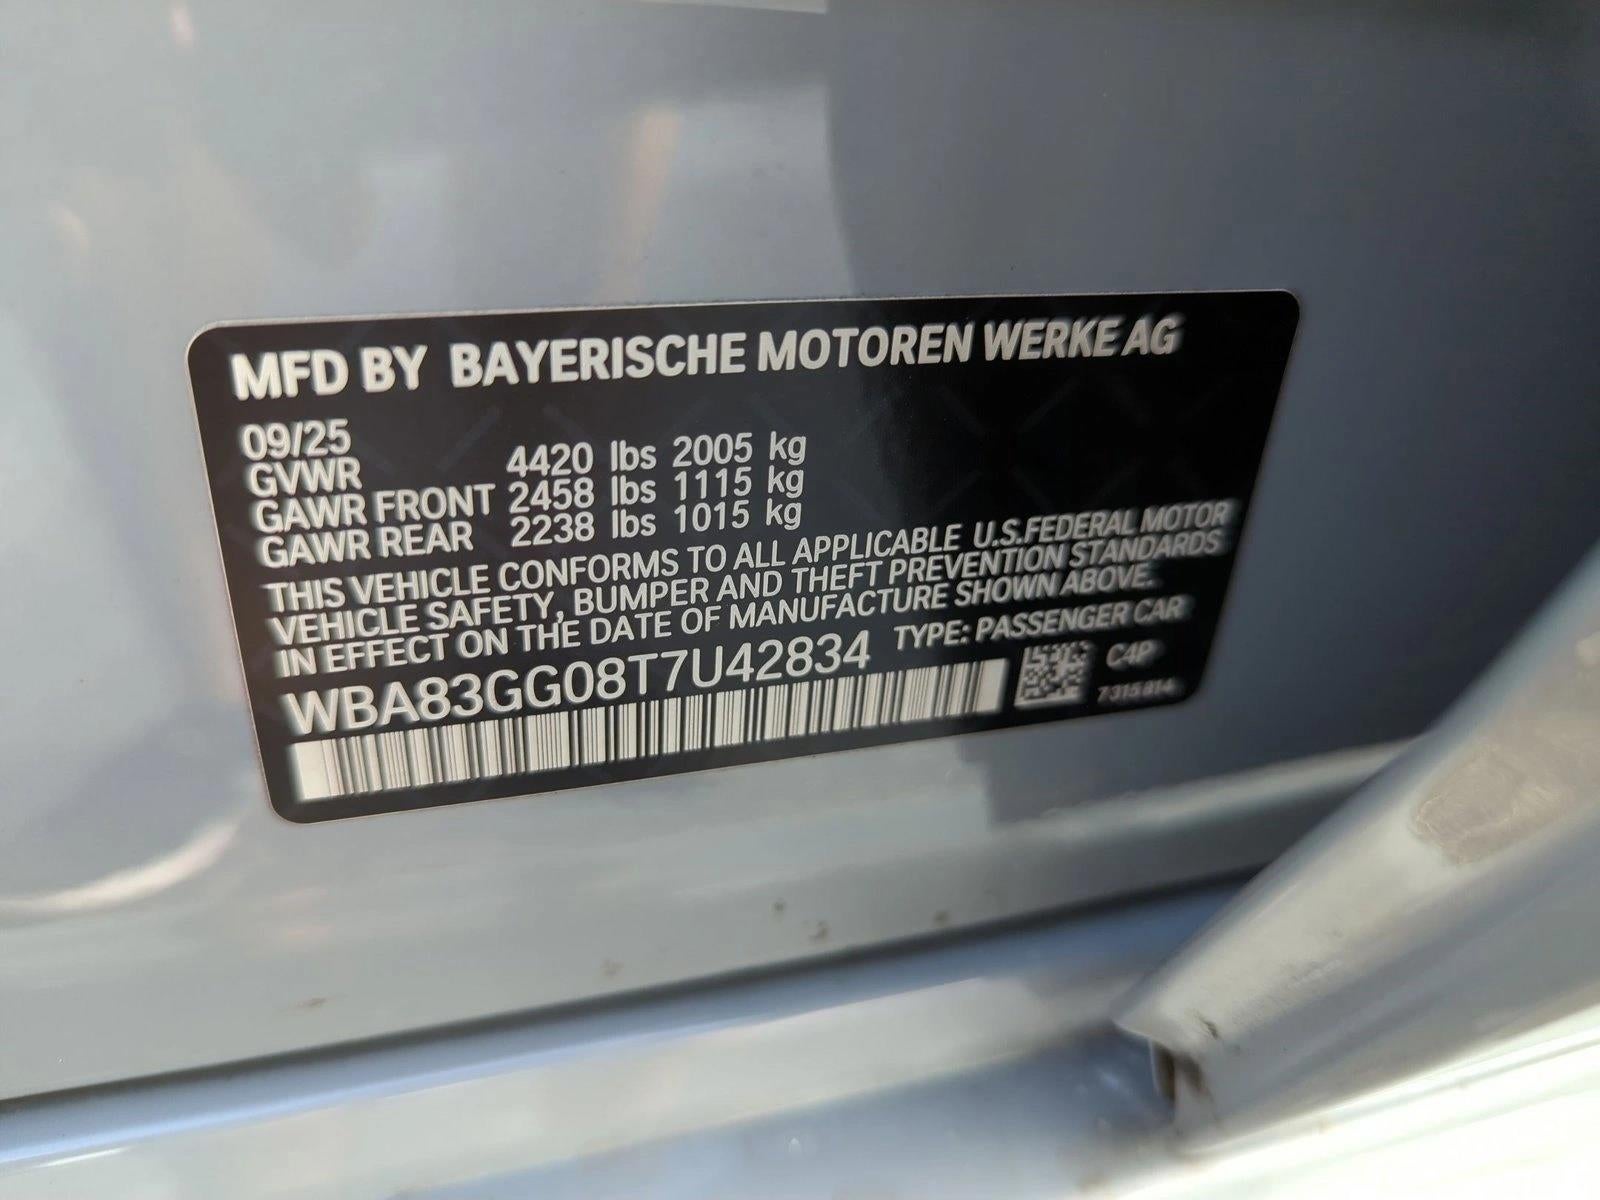 MFD BY BAYERISCHE MOTOREN WERKE AG
09/25
GVWR 4420 lbs 2005 kg
GAWR FRONT 2458 lbs 1115 kg
GAWR REAR 2238 lbs 1015 kg
THIS VEHICLE CONFORMS TO ALL APPLICABLE U.S.FEDERAL MOTOR
VEHICLE SAFETY, BUMPER AND THEFT PREVENTION STANDARDS
IN EFFECT ON THE DATE OF MANUFACTURE SHOWN ABOVE.
WBA83GG08T7U42834 TYPE: PASSENGER CAR
C4P
7315814